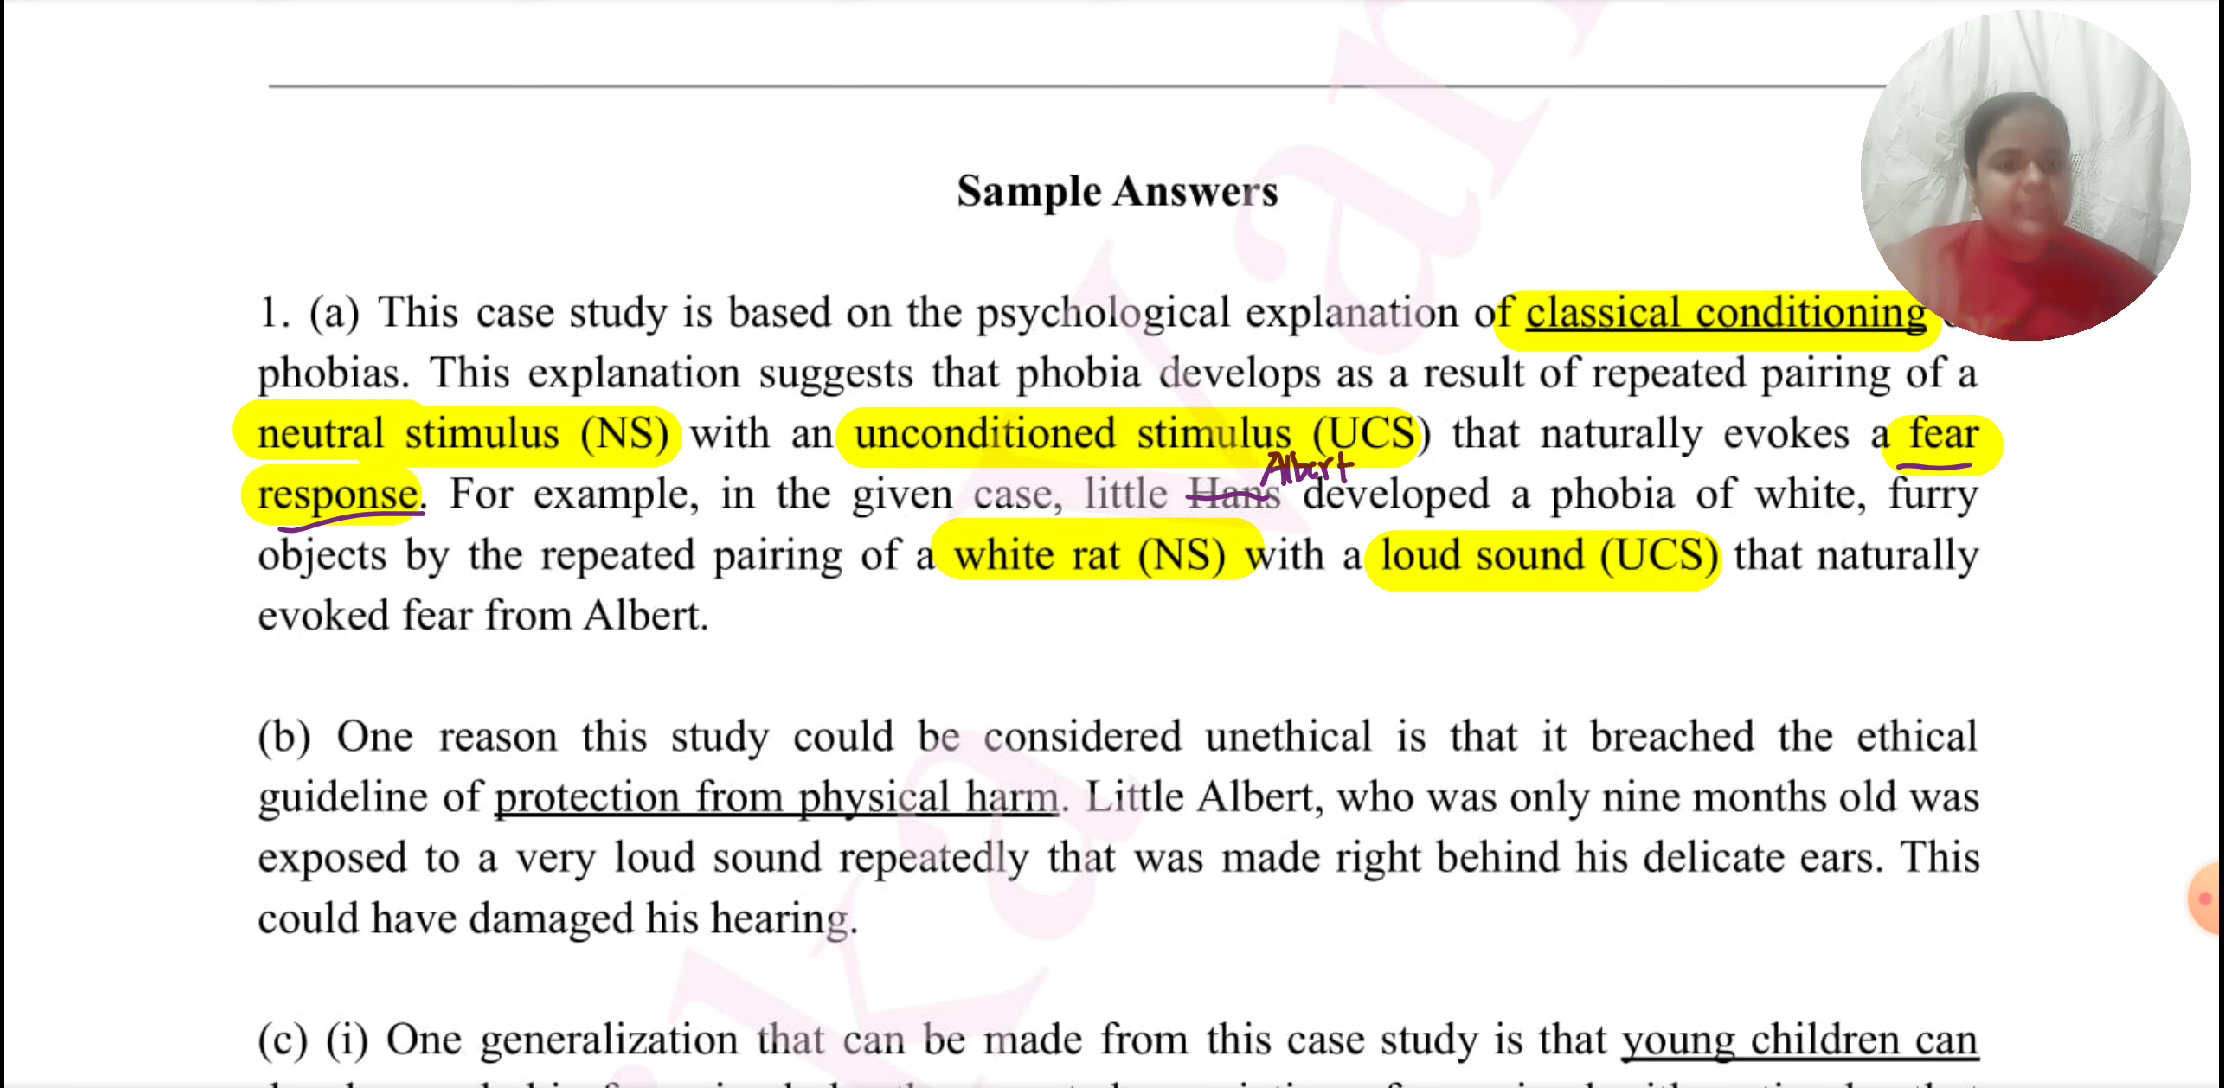 Sample Answers
1. (a) This case study is based on the psychological explanation of classical conditioning
phobias. This explanation suggests that phobia develops as a result of repeated pairing of a
neutral stimulus (NS) with an unconditioned stimulus (UCS) that naturally evokes a fear
Albert
response. For example, in the given case, little Hans developed a phobia of white, furry
objects by the repeated pairing of a white rat (NS) with a loud sound (UCS) that naturally
evoked fear from Albert.
(b) One reason this study could be considered unethical is that it breached the ethical
guideline of protection from physical harm. Little Albert, who was only nine months old was
exposed to a very loud sound repeatedly that was made right behind his delicate ears. This
could have damaged his hearing.
(c) (i) One generalization that can be made from this case study is that young children can